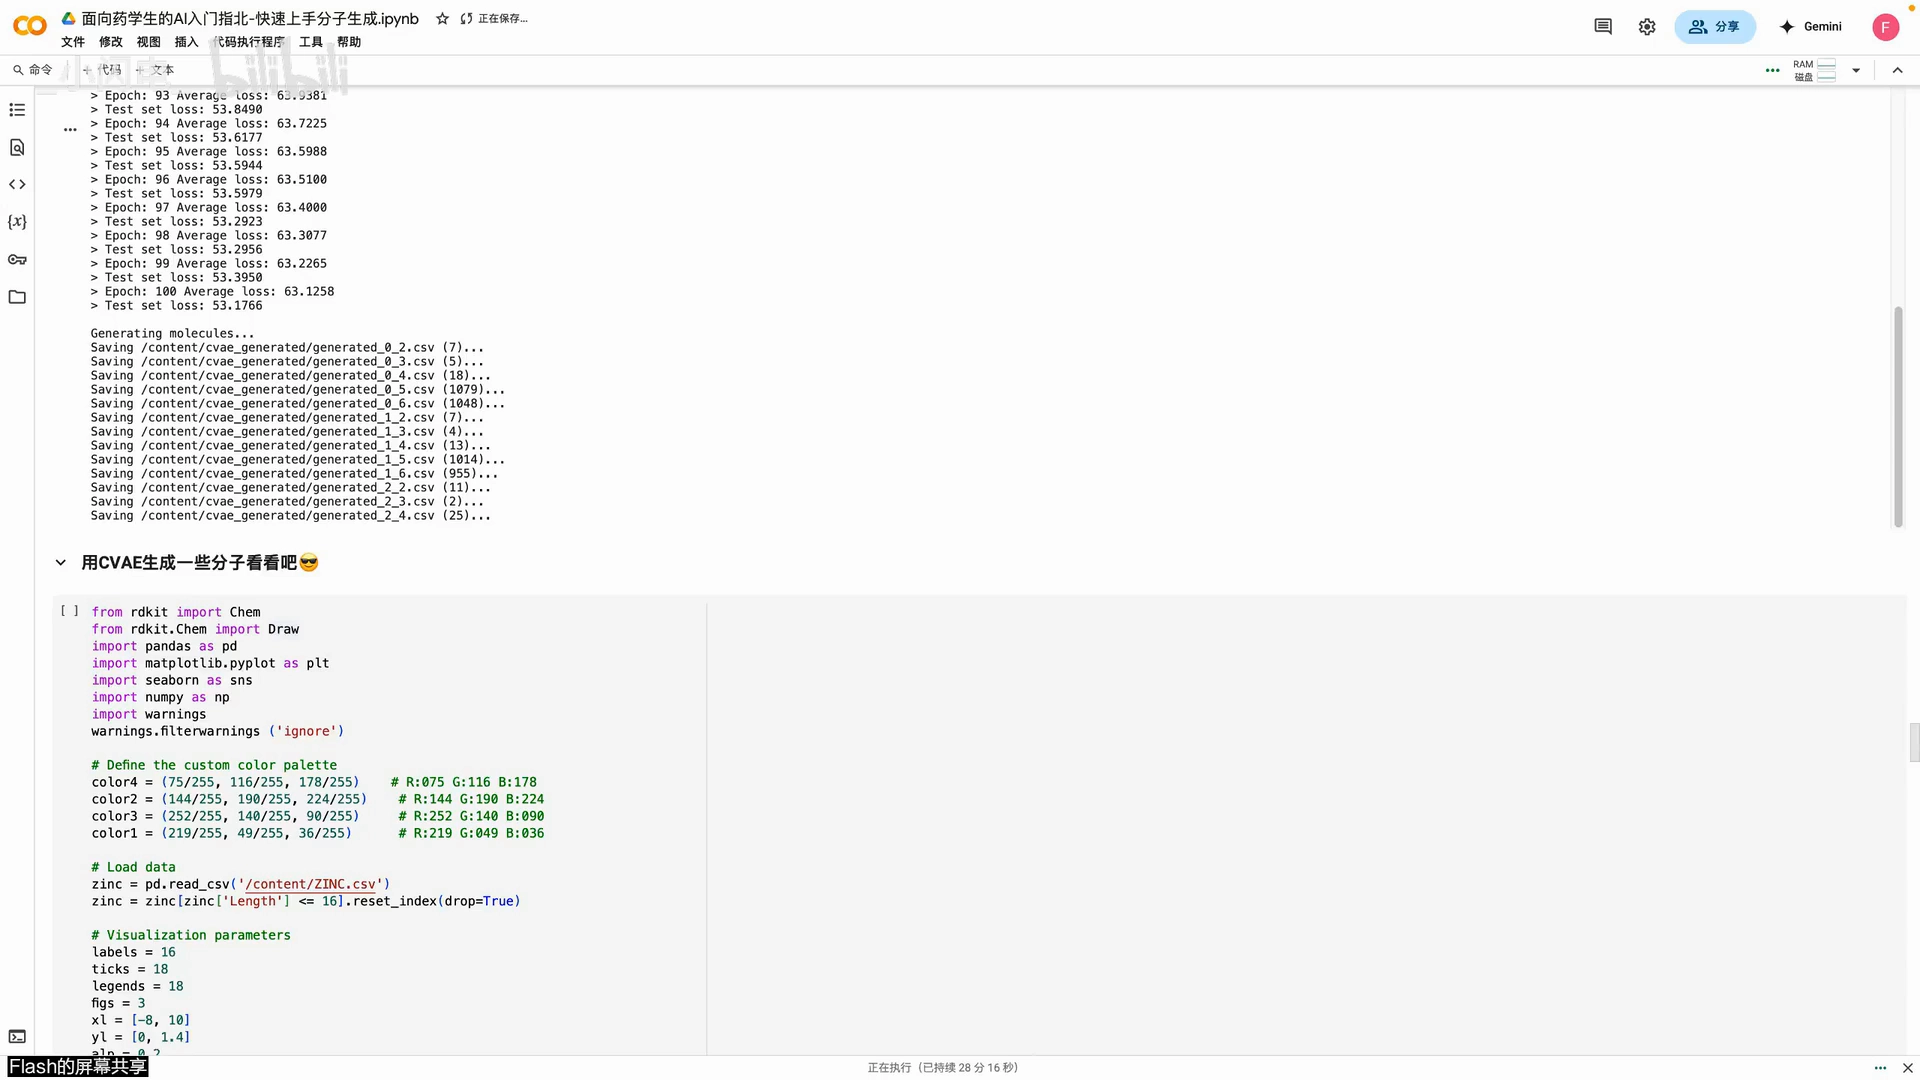 面向药学生的AI入门指北-快速上手分子生成.ipynb
正在保存...
分享
Gemini
F
文件 修改 视图 插入 代码执行程序 工具 帮助
命令 + 代码 + 文本
bilibili
RAM
磁盘
> Epoch: 93 Average loss: 63.9381
> Test set loss: 53.8490
> Epoch: 94 Average loss: 63.7225
> Test set loss: 53.6177
> Epoch: 95 Average loss: 63.5988
> Test set loss: 53.5944
> Epoch: 96 Average loss: 63.5100
> Test set loss: 53.5979
> Epoch: 97 Average loss: 63.4000
> Test set loss: 53.2923
> Epoch: 98 Average loss: 63.3077
> Test set loss: 53.2956
> Epoch: 99 Average loss: 63.2265
> Test set loss: 53.3950
> Epoch: 100 Average loss: 63.1258
> Test set loss: 53.1766
Generating molecules...
Saving /content/cvae_generated/generated_0_2.csv (7)...
Saving /content/cvae_generated/generated_0_3.csv (5)...
Saving /content/cvae_generated/generated_0_4.csv (18)...
Saving /content/cvae_generated/generated_0_5.csv (1079)...
Saving /content/cvae_generated/generated_0_6.csv (1048)...
Saving /content/cvae_generated/generated_1_2.csv (7)...
Saving /content/cvae_generated/generated_1_3.csv (4)...
Saving /content/cvae_generated/generated_1_4.csv (13)...
Saving /content/cvae_generated/generated_1_5.csv (1014)...
Saving /content/cvae_generated/generated_1_6.csv (955)...
Saving /content/cvae_generated/generated_2_2.csv (11)...
Saving /content/cvae_generated/generated_2_3.csv (2)...
Saving /content/cvae_generated/generated_2_4.csv (25)...
用CVAE生成一些分子看看吧😎
[ ] from rdkit import Chem
from rdkit.Chem import Draw
import pandas as pd
import matplotlib.pyplot as plt
import seaborn as sns
import numpy as np
import warnings
warnings.filterwarnings ('ignore')
# Define the custom color palette
color4 = (75/255, 116/255, 178/255) # R:075 G:116 B:178
color2 = (144/255, 190/255, 224/255) # R:144 G:190 B:224
color3 = (252/255, 140/255, 90/255) # R:252 G:140 B:090
color1 = (219/255, 49/255, 36/255) # R:219 G:049 B:036
# Load data
zinc = pd.read_csv('/content/ZINC.csv')
zinc = zinc[zinc['Length'] <= 16].reset_index(drop=True)
# Visualization parameters
labels = 16
ticks = 18
legends = 18
figs = 3
xl = [-8, 10]
yl = [0, 1.4]
alp = 0.2
Flash的屏幕共享
正在执行（已持续 28 分 16 秒）